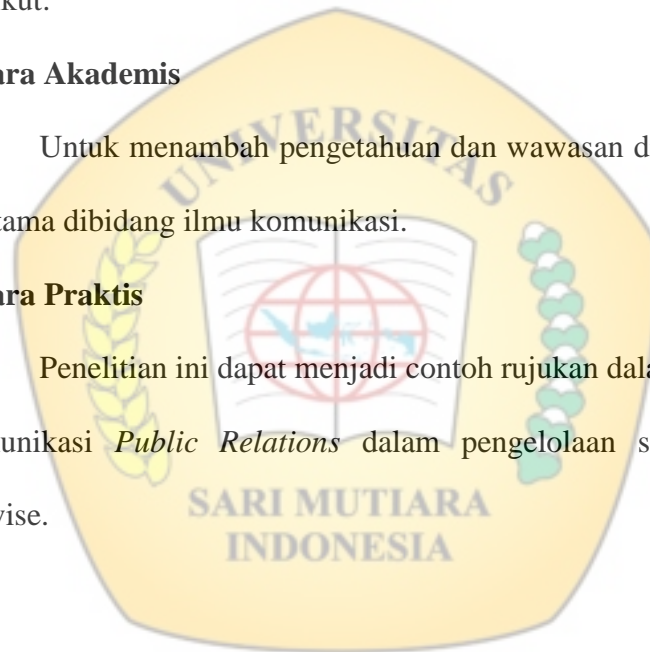 kut.
ara Akademis
UNIVERSITAS
Untuk menambah pengetahuan dan wawasan d
tama dibidang ilmu komunikasi.
ara Praktis
Penelitian ini dapat menjadi contoh rujukan dala
unikasi Public Relations dalam pengelolaan s
vise.
SARI MUTIARA
INDONESIA